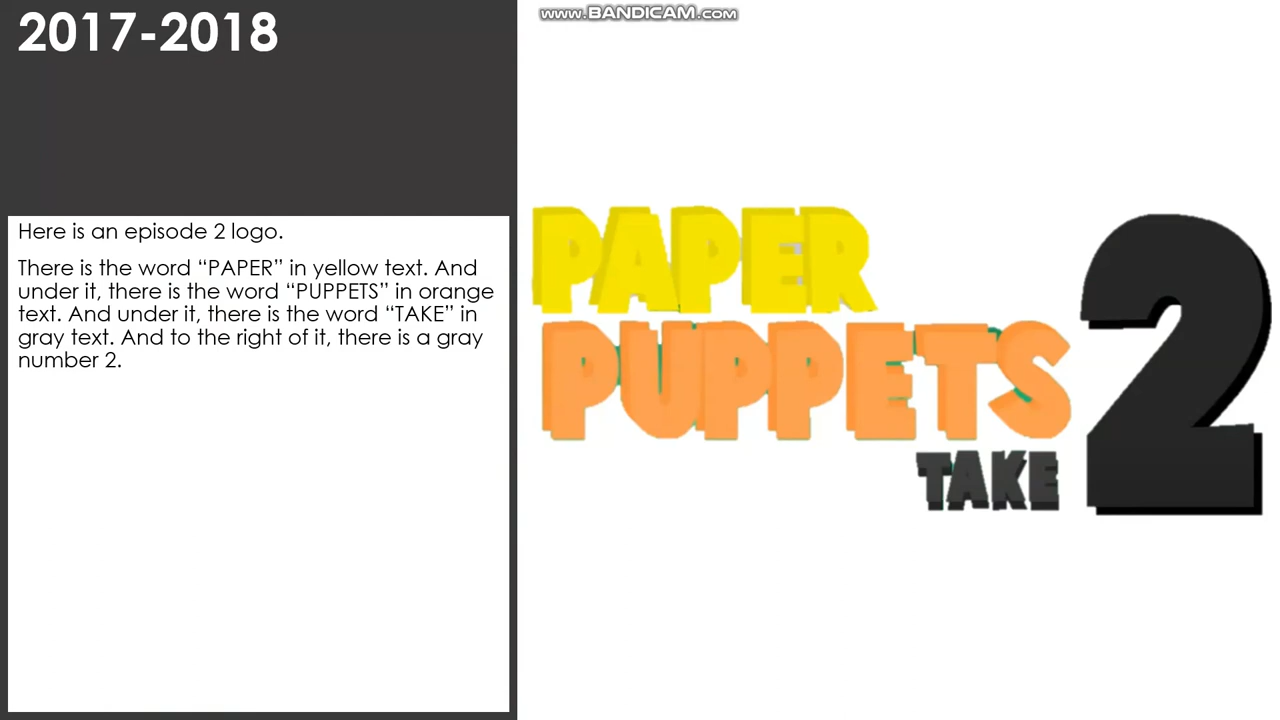 2017-2018
www.BANDICAM.com
Here is an episode 2 logo.
There is the word “PAPER” in yellow text. And
under it, there is the word “PUPPETS” in orange
text. And under it, there is the word “TAKE” in
gray text. And to the right of it, there is a gray
number 2.
PAPER
PUPPETS
TAKE
2